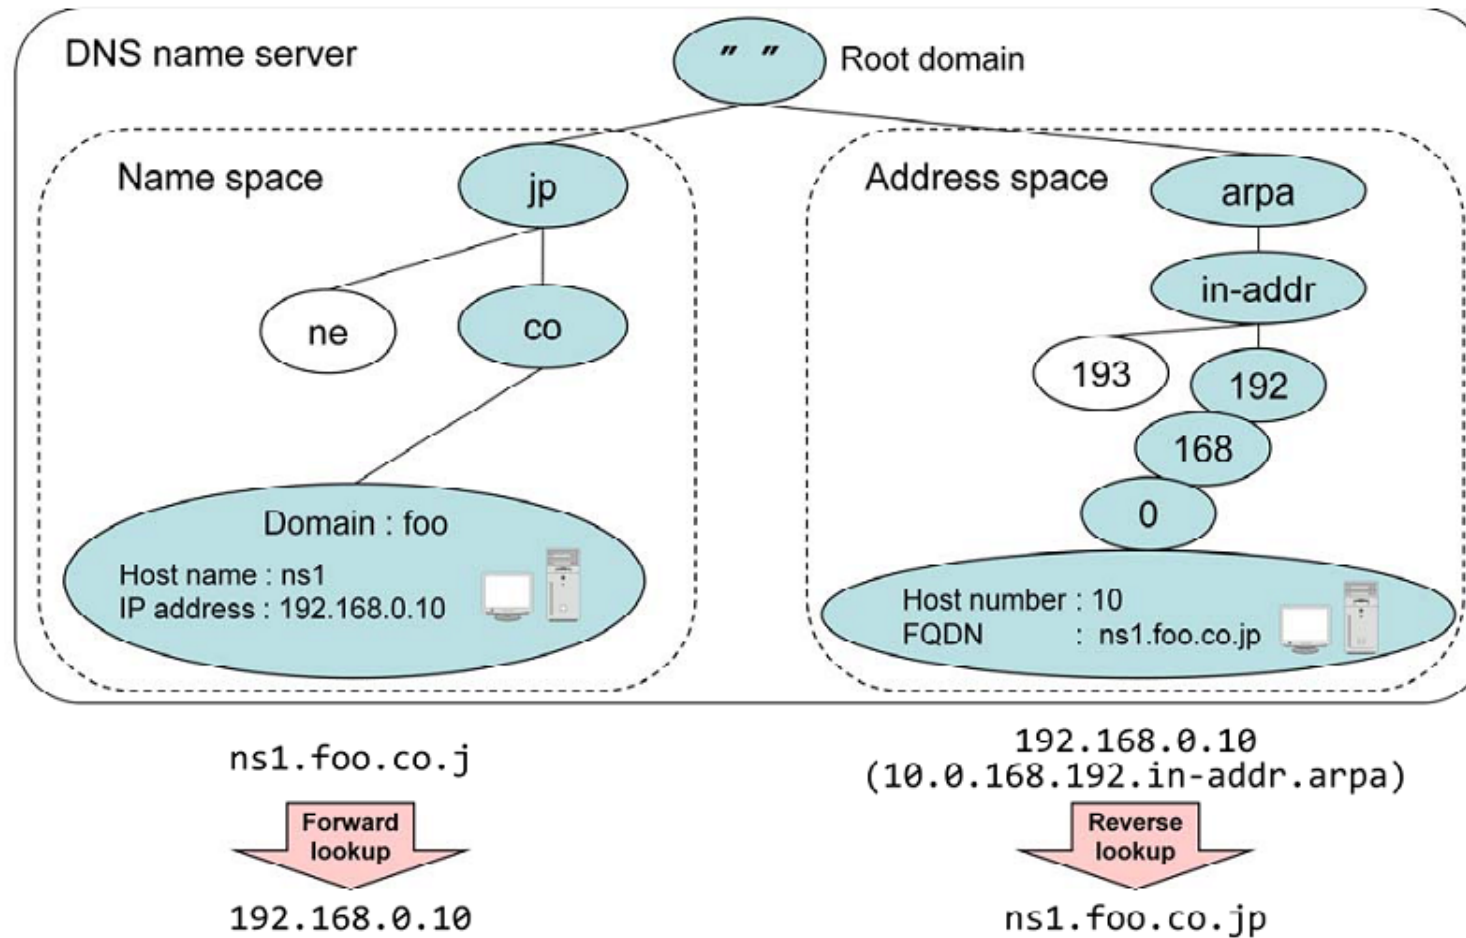 DNS name server
" "
Root domain
Name space
jp
ne
co
Domain : foo
Host name : ns1
IP address : 192.168.0.10
Address space
arpa
in-addr
193
192
168
0
Host number : 10
FQDN : ns1.foo.co.jp
ns1.foo.co.j
Forward
lookup
192.168.0.10
192.168.0.10
(10.0.168.192.in-addr.arpa)
Reverse
lookup
ns1.foo.co.jp